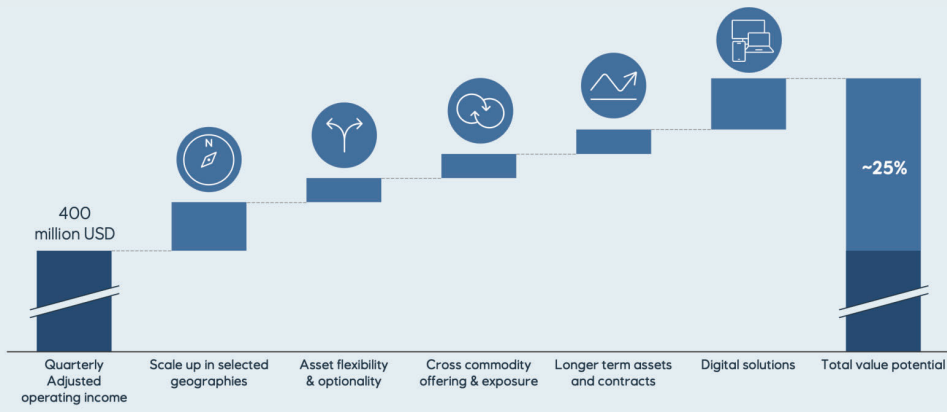 N
400
million USD
~25%
Quarterly
Adjusted
operating income
Scale up in selected
geographies
Asset flexibility
& optionality
Cross commodity
offering & exposure
Longer term assets
and contracts
Digital solutions
Total value potential